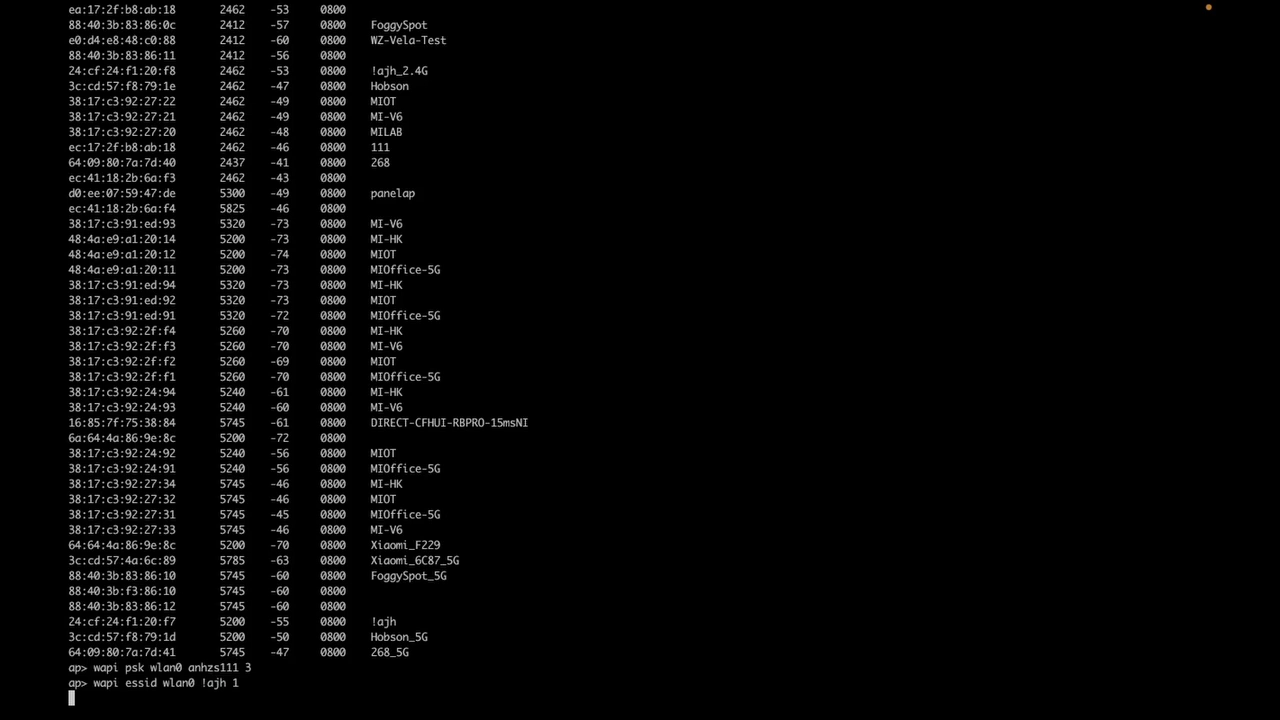 ea:17:2f:b8:ab:18 2462 -53 0800
88:40:3b:83:86:0c 2412 -57 0800 FoggySpot
e0:d4:e8:48:c0:88 2412 -60 0800 WZ-Vela-Test
88:40:3b:83:86:11 2412 -56 0800
24:cf:24:f1:20:f8 2462 -53 0800 !ajh_2.4G
3c:cd:57:f8:79:1e 2462 -47 0800 Hobson
38:17:c3:92:27:22 2462 -49 0800 MIOT
38:17:c3:92:27:21 2462 -49 0800 MI-V6
38:17:c3:92:27:20 2462 -48 0800 MILAB
ec:17:2f:b8:ab:18 2462 -46 0800 111
64:09:80:7a:7d:40 2437 -41 0800 268
ec:41:18:2b:6a:f3 2462 -43 0800
d0:ee:07:59:47:de 5300 -49 0800 panelap
ec:41:18:2b:6a:f4 5825 -46 0800
38:17:c3:91:ed:93 5320 -73 0800 MI-V6
48:4a:e9:a1:20:14 5200 -73 0800 MI-HK
48:4a:e9:a1:20:12 5200 -74 0800 MIOT
48:4a:e9:a1:20:11 5200 -73 0800 MIOffice-5G
38:17:c3:91:ed:94 5320 -73 0800 MI-HK
38:17:c3:91:ed:92 5320 -73 0800 MIOT
38:17:c3:91:ed:91 5320 -72 0800 MIOffice-5G
38:17:c3:92:2f:f4 5260 -70 0800 MI-HK
38:17:c3:92:2f:f3 5260 -70 0800 MI-V6
38:17:c3:92:2f:f2 5260 -69 0800 MIOT
38:17:c3:92:2f:f1 5260 -70 0800 MIOffice-5G
38:17:c3:92:24:94 5240 -61 0800 MI-HK
38:17:c3:92:24:93 5240 -60 0800 MI-V6
16:85:7f:75:38:84 5745 -61 0800 DIRECT-CFHUI-RBPRO-15msNI
6a:64:4a:86:9e:8c 5200 -72 0800
38:17:c3:92:24:92 5240 -56 0800 MIOT
38:17:c3:92:24:91 5240 -56 0800 MIOffice-5G
38:17:c3:92:27:34 5745 -46 0800 MI-HK
38:17:c3:92:27:32 5745 -46 0800 MIOT
38:17:c3:92:27:31 5745 -45 0800 MIOffice-5G
38:17:c3:92:27:33 5745 -46 0800 MI-V6
64:64:4a:86:9e:8c 5200 -70 0800 Xiaomi_F229
3c:cd:57:4a:6c:89 5785 -63 0800 Xiaomi_6C87_5G
88:40:3b:83:86:10 5745 -60 0800 FoggySpot_5G
88:40:3b:f3:86:10 5745 -60 0800
88:40:3b:83:86:12 5745 -60 0800
24:cf:24:f1:20:f7 5200 -55 0800 !ajh
3c:cd:57:f8:79:1d 5200 -50 0800 Hobson_5G
64:09:80:7a:7d:41 5745 -47 0800 268_5G
ap> wapi psk wlan0 anhzs111 3
ap> wapi essid wlan0 !ajh 1